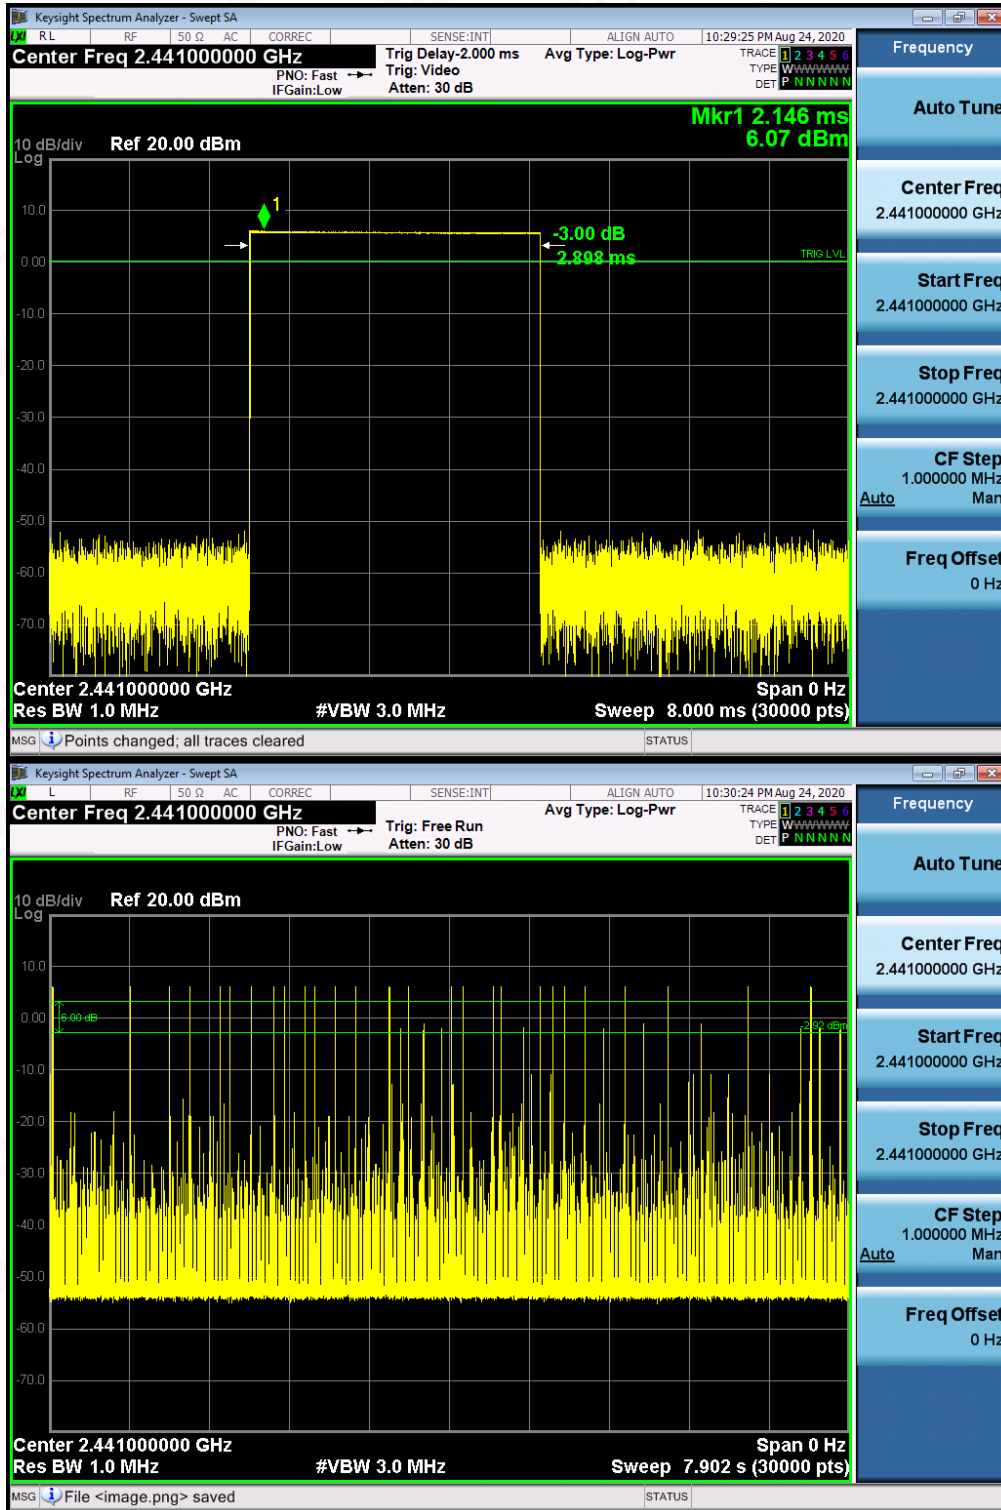 Keysight Spectrum Analyzer - Swept SA
LXI RL RF 50 Ω AC CORREC SENSE:INT ALIGN AUTO 10:29:25 PM Aug 24, 2020
Center Freq 2.441000000 GHz
PNO: Fast
IFGain:Low
Trig Delay-2.000 ms
Trig: Video
Atten: 30 dB
Avg Type: Log-Pwr
TRACE 1 2 3 4 5 6
TYPE WWWWWW
DET P N N N N N
Mkr1 2.146 ms
6.07 dBm
10 dB/div Ref 20.00 dBm
Log
10.0
1
-3.00 dB
2.898 ms
TRIG LVL
0.00
-10.0
-20.0
-30.0
-40.0
-50.0
-60.0
-70.0
Center 2.441000000 GHz Span 0 Hz
Res BW 1.0 MHz #VBW 3.0 MHz Sweep 8.000 ms (30000 pts)
MSG Points changed; all traces cleared STATUS
Frequency
Auto Tune
Center Freq
2.441000000 GHz
Start Freq
2.441000000 GHz
Stop Freq
2.441000000 GHz
CF Step
1.000000 MHz
Auto Man
Freq Offset
0 Hz
Keysight Spectrum Analyzer - Swept SA
LXI L RF 50 Ω AC CORREC SENSE:INT ALIGN AUTO 10:30:24 PM Aug 24, 2020
Center Freq 2.441000000 GHz
PNO: Fast
IFGain:Low
Trig: Free Run
Atten: 30 dB
Avg Type: Log-Pwr
TRACE 1 2 3 4 5 6
TYPE WWWWWW
DET P N N N N N
10 dB/div Ref 20.00 dBm
Log
10.0
0.00
6.00 dB
-2.92 dBm
-10.0
-20.0
-30.0
-40.0
-50.0
-60.0
-70.0
Center 2.441000000 GHz Span 0 Hz
Res BW 1.0 MHz #VBW 3.0 MHz Sweep 7.902 s (30000 pts)
MSG File <image.png> saved STATUS
Frequency
Auto Tune
Center Freq
2.441000000 GHz
Start Freq
2.441000000 GHz
Stop Freq
2.441000000 GHz
CF Step
1.000000 MHz
Auto Man
Freq Offset
0 Hz